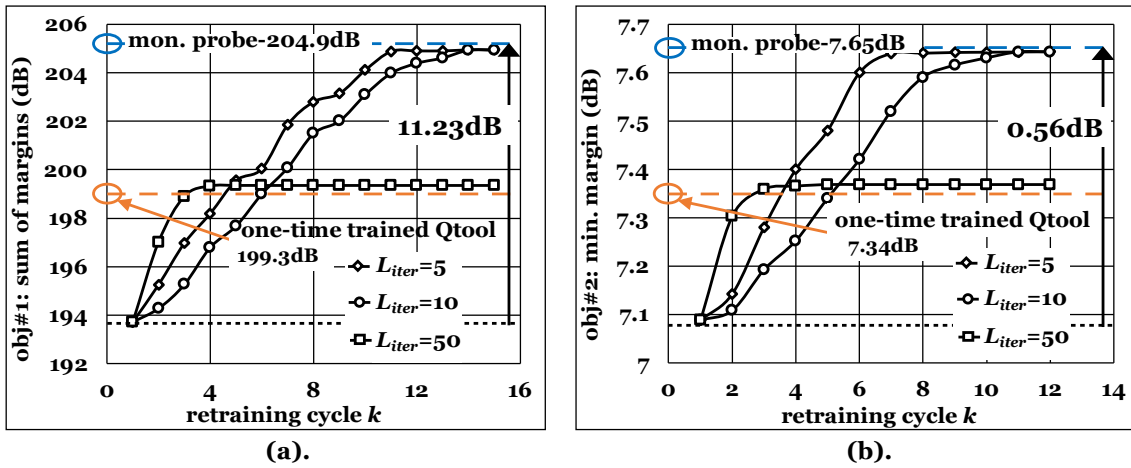 206
204
202
200
198
196
194
192
obj#1: sum of margins (dB)
mon. probe-204.9dB
11.23dB
one-time trained Qtool
199.3dB
L_iter=5
L_iter=10
L_iter=50
0 4 8 12 16
retraining cycle k
(a).
7.7
7.6
7.5
7.4
7.3
7.2
7.1
7
obj#2: min. margin (dB)
mon. probe-7.65dB
0.56dB
one-time trained Qtool
7.34dB
L_iter=5
L_iter=10
L_iter=50
0 2 4 6 8 10 12 14
retraining cycle k
(b).